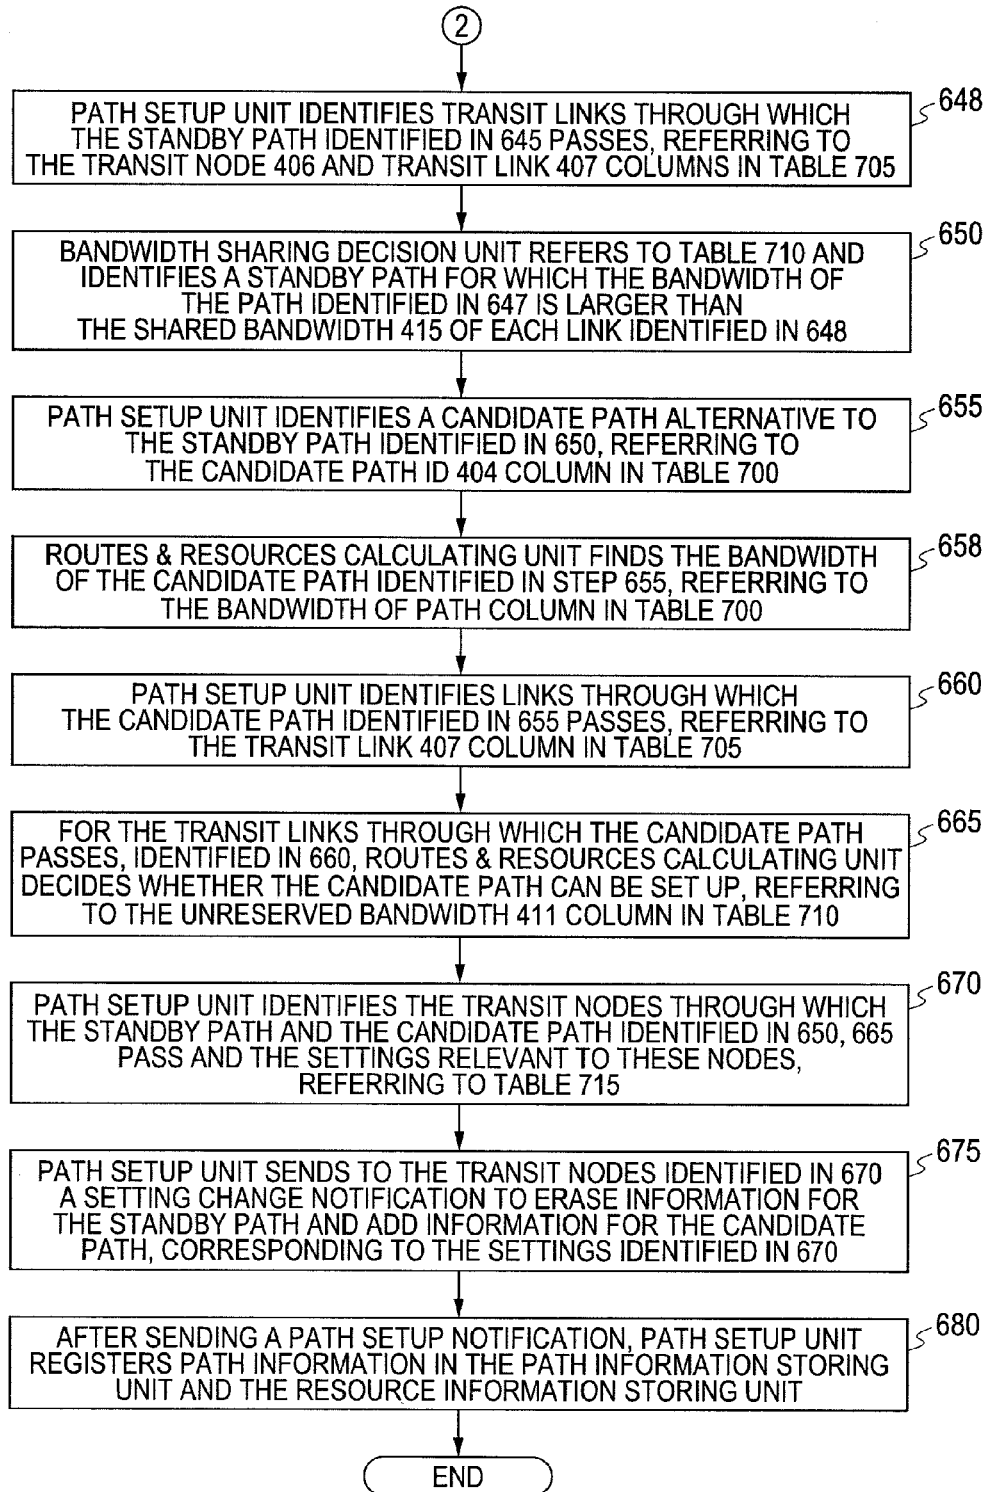 2
648
PATH SETUP UNIT IDENTIFIES TRANSIT LINKS THROUGH WHICH
THE STANDBY PATH IDENTIFIED IN 645 PASSES, REFERRING TO
THE TRANSIT NODE 406 AND TRANSIT LINK 407 COLUMNS IN TABLE 705
650
BANDWIDTH SHARING DECISION UNIT REFERS TO TABLE 710 AND
IDENTIFIES A STANDBY PATH FOR WHICH THE BANDWIDTH OF
THE PATH IDENTIFIED IN 647 IS LARGER THAN
THE SHARED BANDWIDTH 415 OF EACH LINK IDENTIFIED IN 648
655
PATH SETUP UNIT IDENTIFIES A CANDIDATE PATH ALTERNATIVE TO
THE STANDBY PATH IDENTIFIED IN 650, REFERRING TO
THE CANDIDATE PATH ID 404 COLUMN IN TABLE 700
658
ROUTES & RESOURCES CALCULATING UNIT FINDS THE BANDWIDTH
OF THE CANDIDATE PATH IDENTIFIED IN STEP 655, REFERRING TO
THE BANDWIDTH OF PATH COLUMN IN TABLE 700
660
PATH SETUP UNIT IDENTIFIES LINKS THROUGH WHICH
THE CANDIDATE PATH IDENTIFIED IN 655 PASSES, REFERRING TO
THE TRANSIT LINK 407 COLUMN IN TABLE 705
665
FOR THE TRANSIT LINKS THROUGH WHICH THE CANDIDATE PATH
PASSES, IDENTIFIED IN 660, ROUTES & RESOURCES CALCULATING UNIT
DECIDES WHETHER THE CANDIDATE PATH CAN BE SET UP, REFERRING
TO THE UNRESERVED BANDWIDTH 411 COLUMN IN TABLE 710
670
PATH SETUP UNIT IDENTIFIES THE TRANSIT NODES THROUGH WHICH
THE STANDBY PATH AND THE CANDIDATE PATH IDENTIFIED IN 650, 665
PASS AND THE SETTINGS RELEVANT TO THESE NODES,
REFERRING TO TABLE 715
675
PATH SETUP UNIT SENDS TO THE TRANSIT NODES IDENTIFIED IN 670
A SETTING CHANGE NOTIFICATION TO ERASE INFORMATION FOR
THE STANDBY PATH AND ADD INFORMATION FOR THE CANDIDATE
PATH, CORRESPONDING TO THE SETTINGS IDENTIFIED IN 670
680
AFTER SENDING A PATH SETUP NOTIFICATION, PATH SETUP UNIT
REGISTERS PATH INFORMATION IN THE PATH INFORMATION STORING
UNIT AND THE RESOURCE INFORMATION STORING UNIT
END